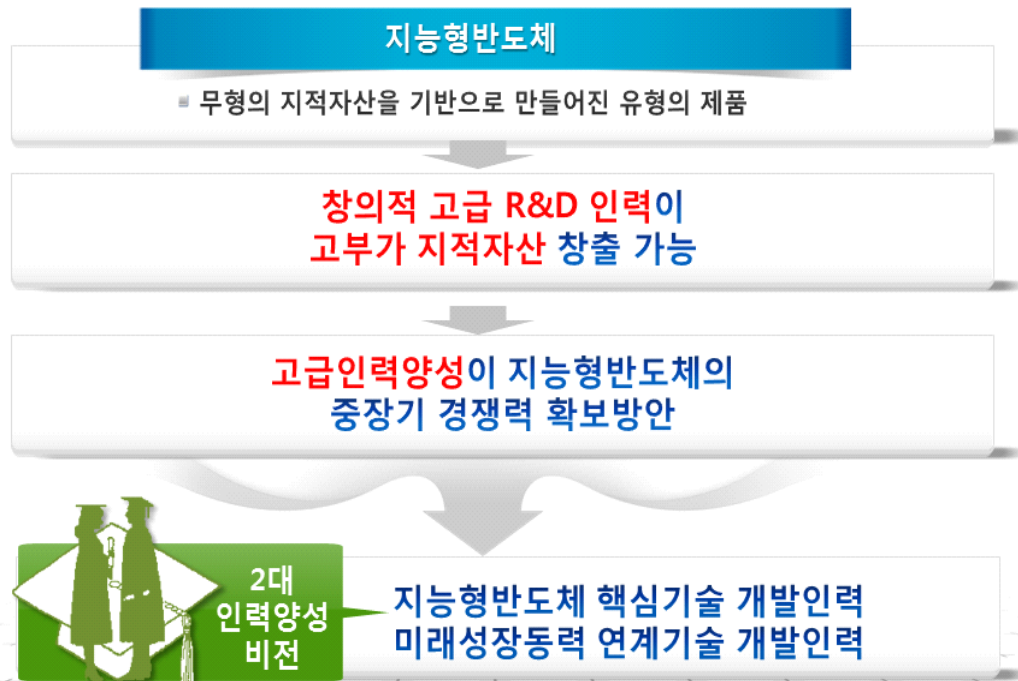 지능형반도체
무형의 지적자산을 기반으로 만들어진 유형의 제품
창의적 고급 R&D 인력이
고부가 지적자산 창출 가능
고급인력양성이 지능형반도체의
중장기 경쟁력 확보방안
2대
인력양성
비전
지능형반도체 핵심기술 개발인력
미래성장동력 연계기술 개발인력